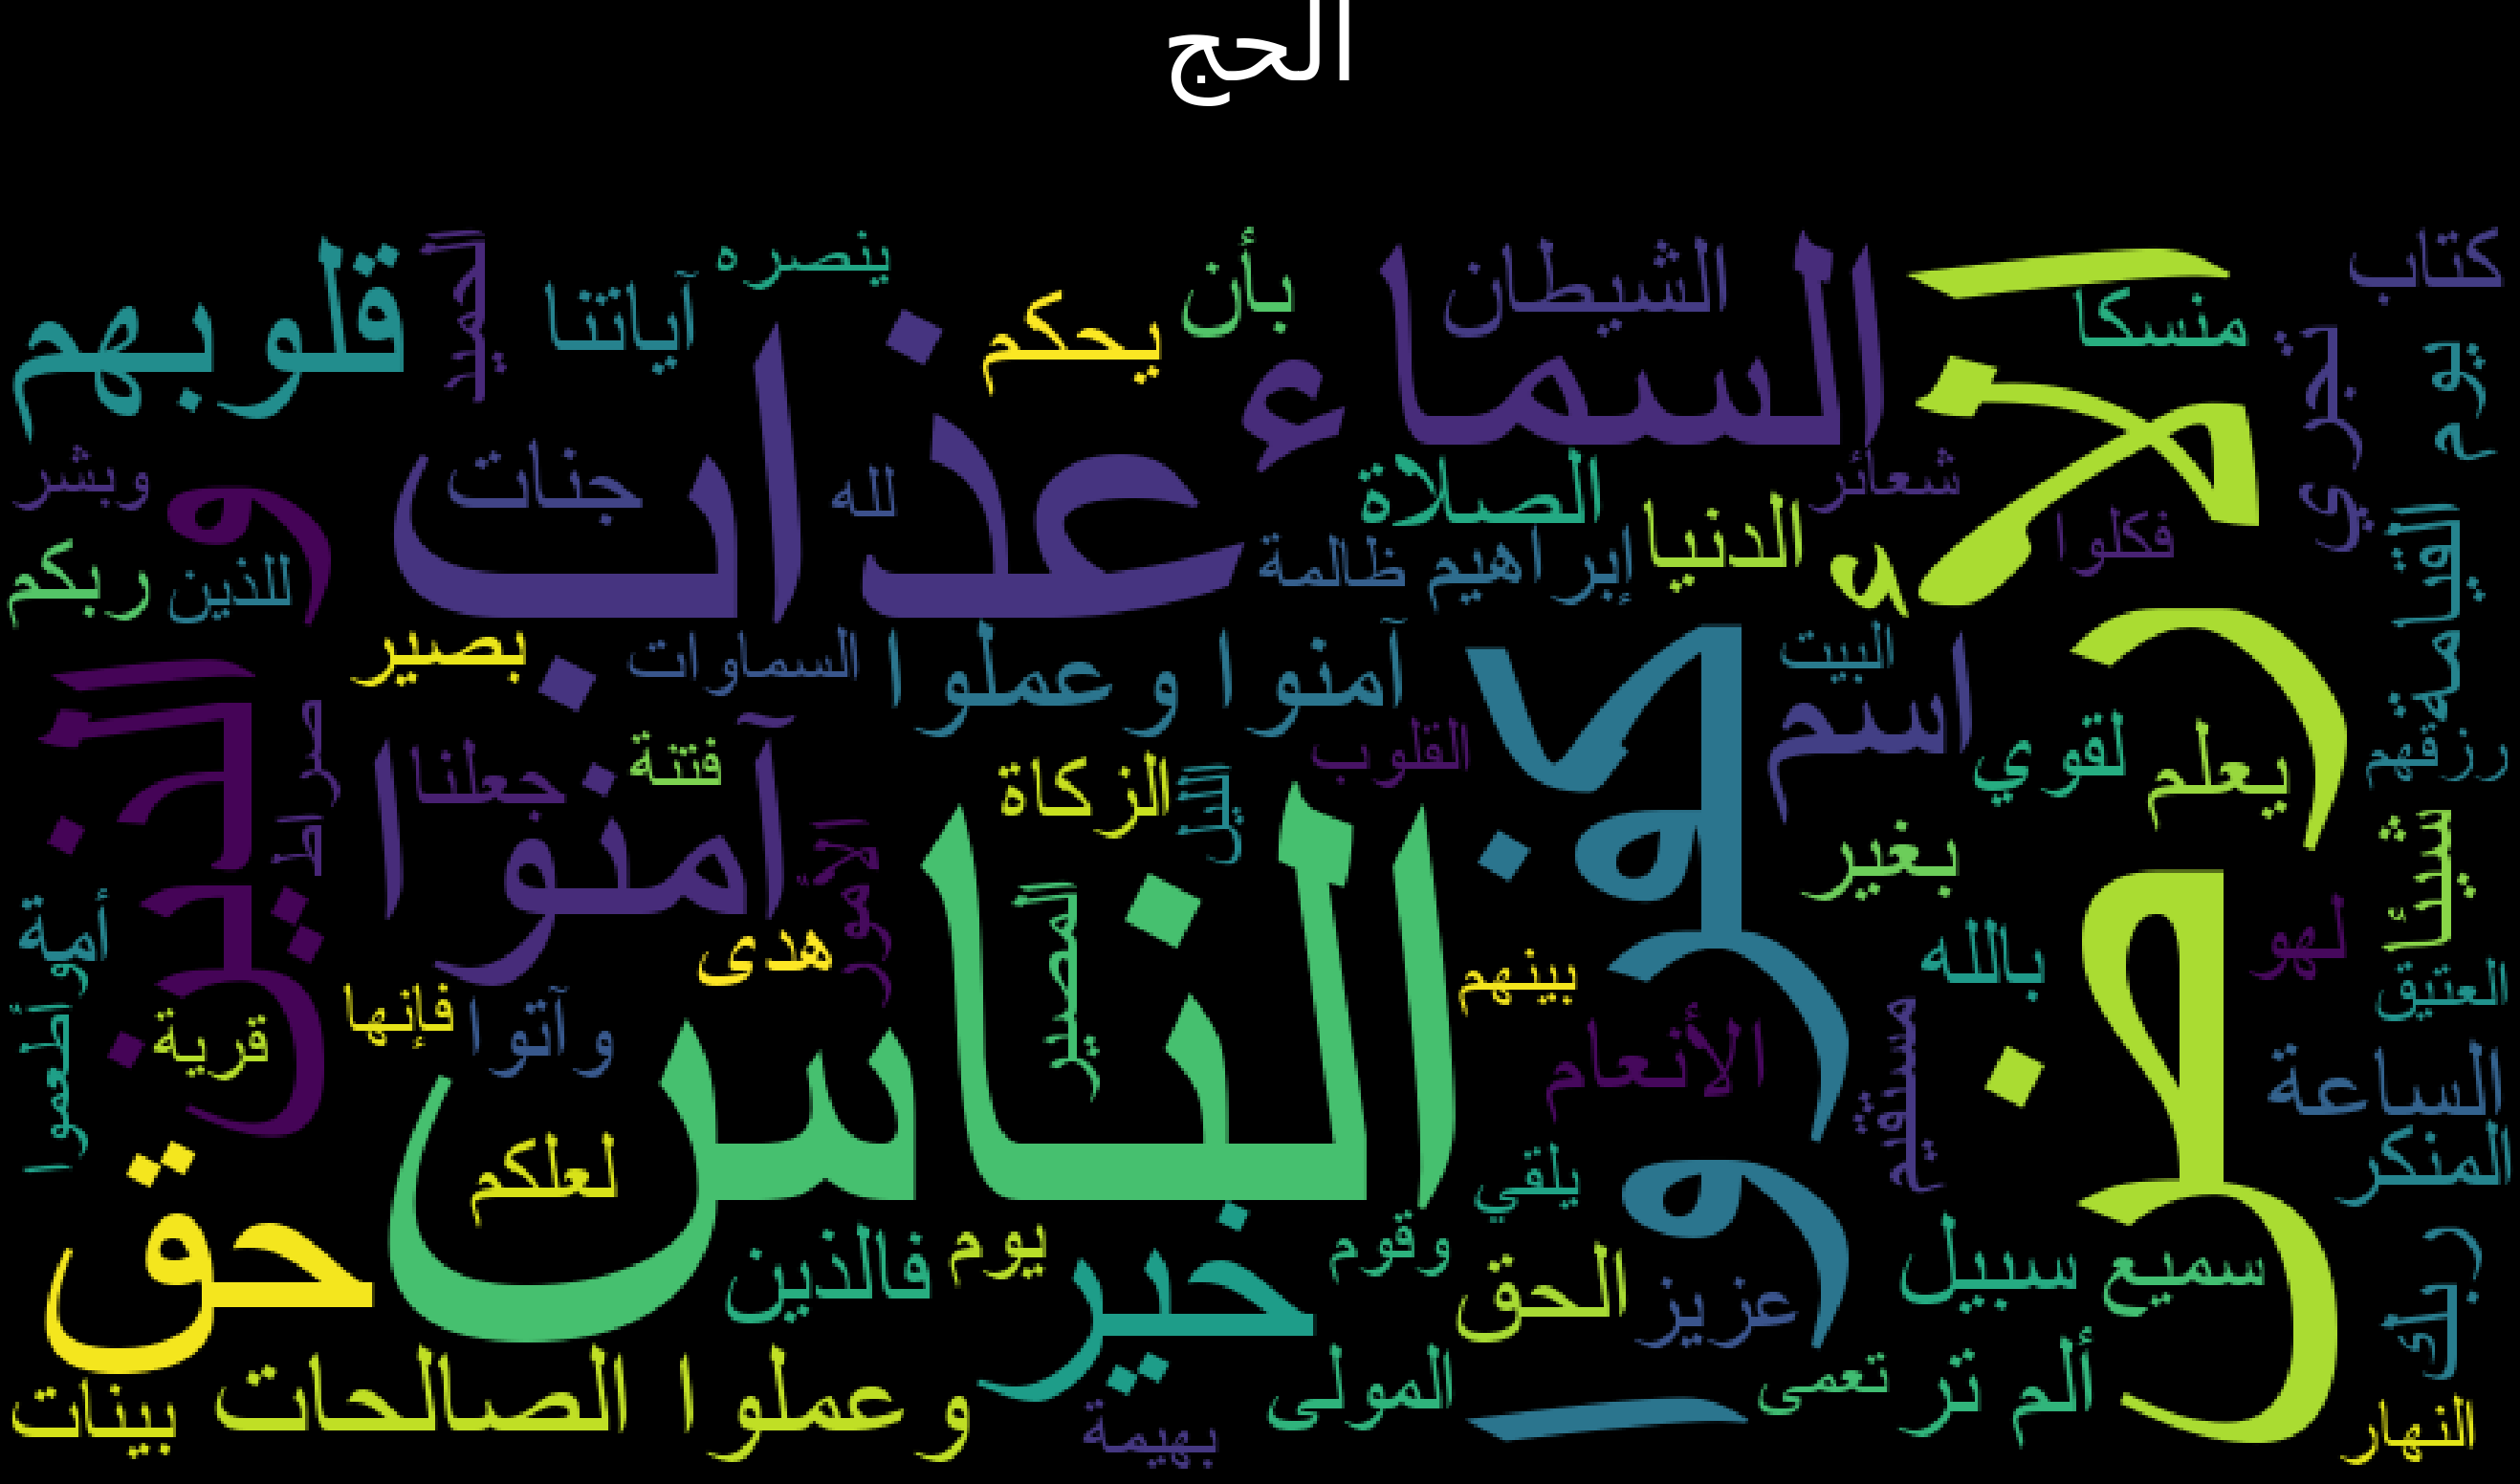 الحج
كتاب
منسكا
الشيطان
السماء
بأن
ينصره
آياتنا
الحميد
قلوبهم
يحكم
عذاب
الأرض
تجري
يوم القيامة
جنات
لله
وبشر
الصلاة
شعائر
فكلوا
الدنيا
إبراهيم
ظالمة
و
للذين
ربكم
البيت
اسم
كفروا
آمنوا وعملوا
السماوات
بصير
الذين
صراط
القلوب
لقوي
يعلم
رزقهم
فتنة
جعلنا
آمنوا
الزكاة
الليل
الناس
الأمور
بغير
شيئا
أمة
المصير
هدى
لهو
بالله
بينهم
العتيق
فإنها
وآتوا
قرية
وأطعموا
الأنعام
مستقيم
الساعة
المنكر
يلقي
لعلكم
حق
وقوم
يوم
خير
فالذين
الحق
عزيز
سبيل
سميع
ربك
ألم تر
تعمى
المولى
بهيمة
وعملوا الصالحات
بينات
النهار